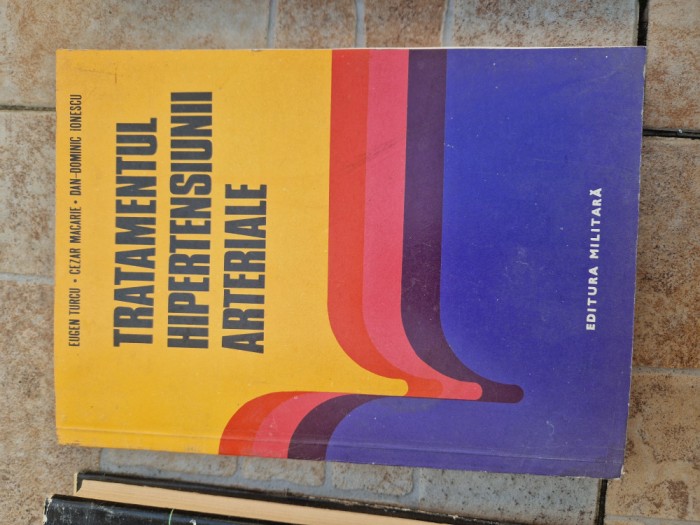 EUGEN TURCU • CEZAR MACARIE • DAN-DOMINIC IONESCU
TRATAMENTUL
HIPERTENSIUNII
ARTERIALE
EDITURA MILITARĂ